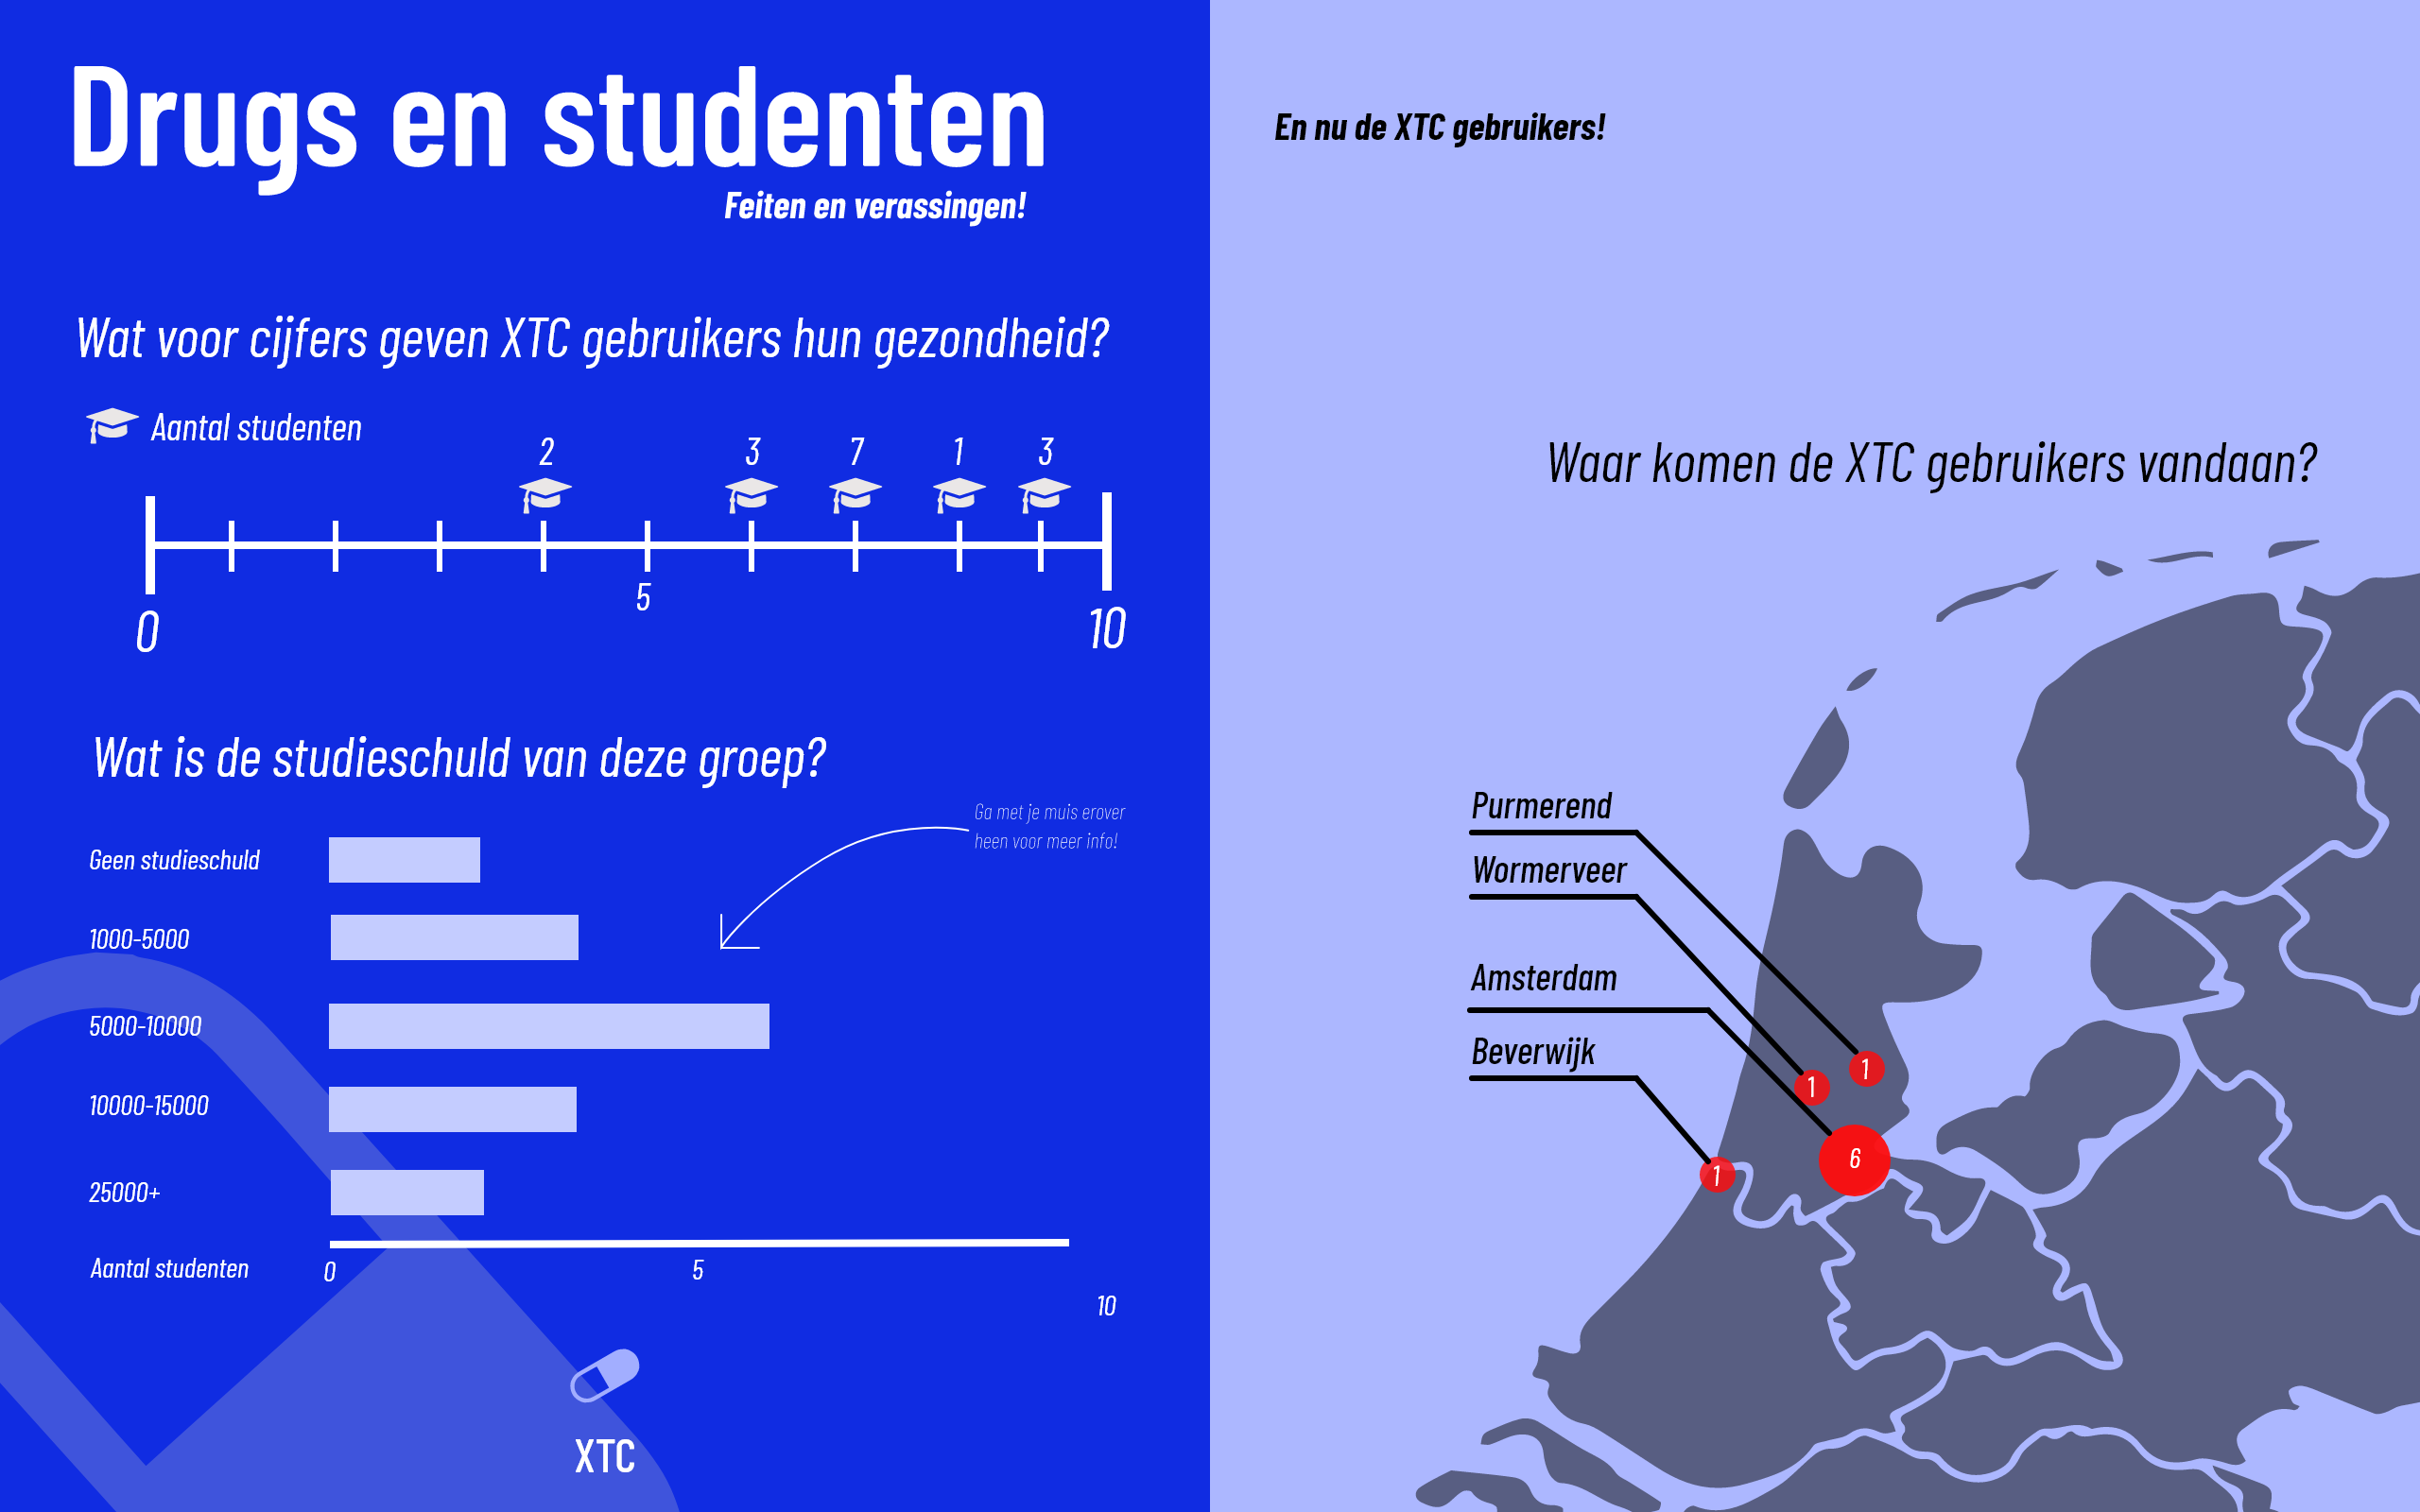 Drugs en studenten
Feiten en verassingen!
Wat voor cijfers geven XTC gebruikers hun gezondheid?
Aantal studenten
2 3 7 1 3
5
0 10
Wat is de studieschuld van deze groep?
Ga met je muis erover
heen voor meer info!
Geen studieschuld
1000-5000
5000-10000
10000-15000
25000+
Aantal studenten 0 5
10
XTC
En nu de XTC gebruikers!
Waar komen de XTC gebruikers vandaan?
Purmerend
Wormerveer
Amsterdam
Beverwijk
1
1
6
1